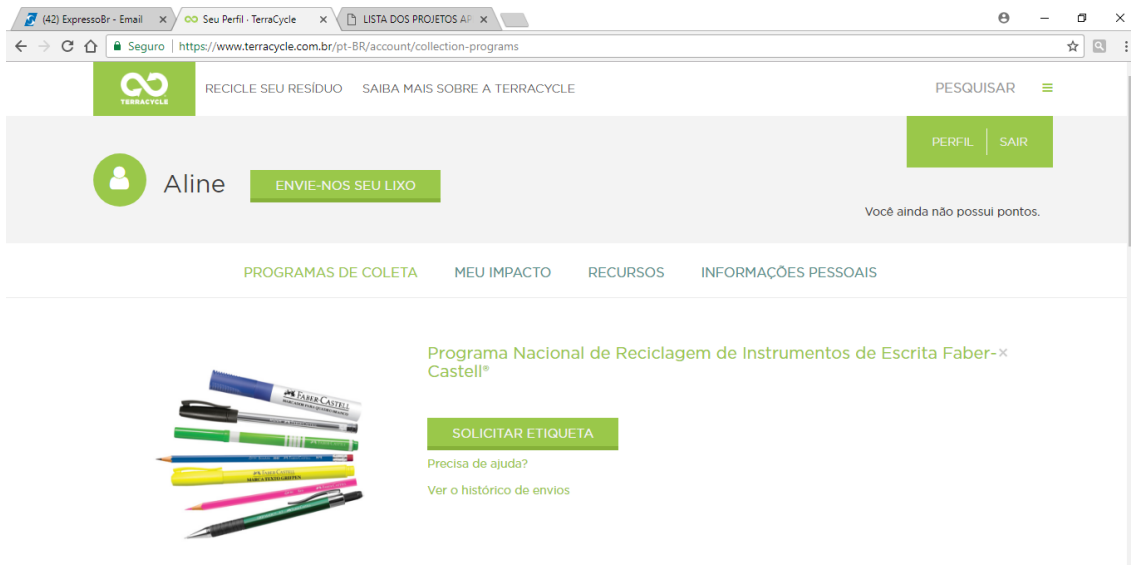 (42) ExpressoBr - Email
Seu Perfil · TerraCycle
LISTA DOS PROJETOS AP
Seguro | https://www.terracycle.com.br/pt-BR/account/collection-programs
TERRACYCLE
RECICLE SEU RESÍDUO SAIBA MAIS SOBRE A TERRACYCLE
PESQUISAR
PERFIL SAIR
Aline
ENVIE-NOS SEU LIXO
Você ainda não possui pontos.
PROGRAMAS DE COLETA MEU IMPACTO RECURSOS INFORMAÇÕES PESSOAIS
Programa Nacional de Reciclagem de Instrumentos de Escrita Faber-
Castell®
FABER-CASTELL
SOLICITAR ETIQUETA
Precisa de ajuda?
Ver o histórico de envios